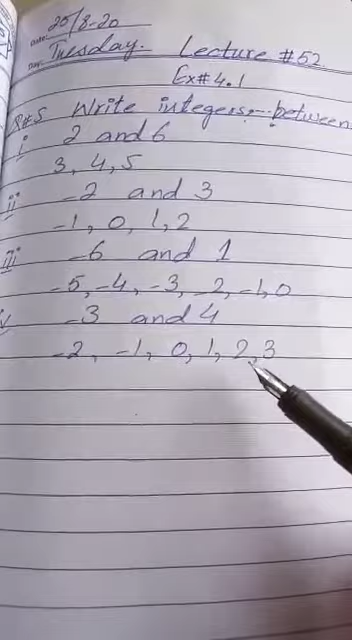 Date: 25/8-20
Day: Tuesday. Lecture #52
Ex#4.1
Q#5 Write integers between
i 2 and 6
3, 4, 5
ii -2 and 3
-1, 0, 1, 2
iii -6 and 1
-5, -4, -3, -2, -1, 0
iv -3 and 4
-2, -1, 0, 1, 2, 3